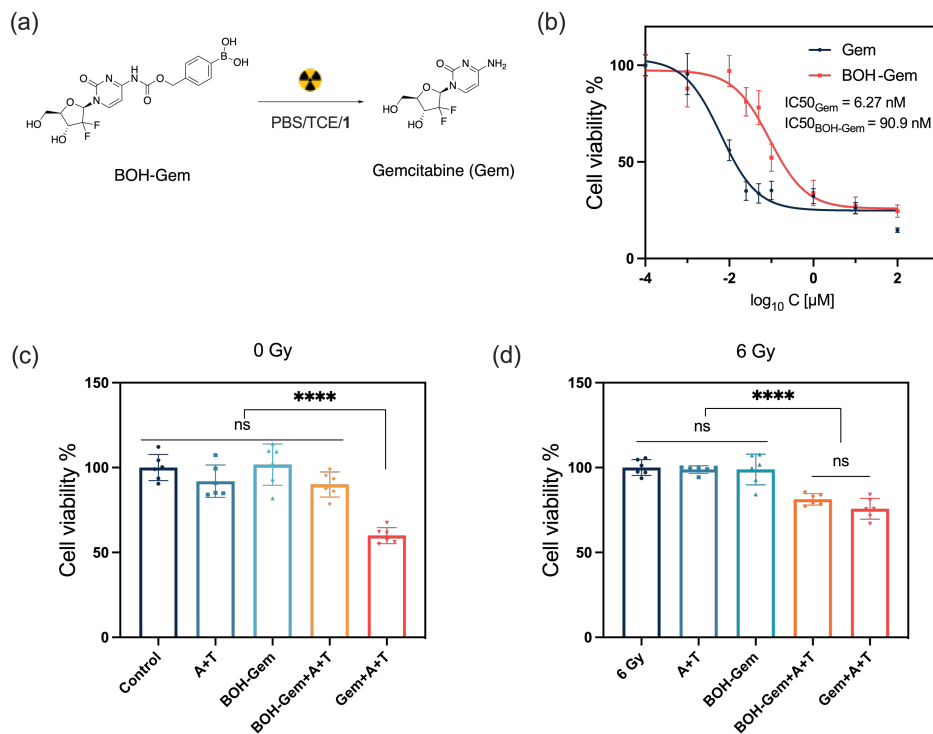 (a)
BOH-Gem
PBS/TCE/1
Gemcitabine (Gem)
O
N
NH
O
O
B
OH
OH
N
O
HO
HO
F
F
O
N
NH₂
N
O
HO
HO
F
F
(b)
Cell viability %
100
50
0
-4
-2
0
2
log₁₀ C [µM]
Gem
BOH-Gem
IC50Gem = 6.27 nM
IC50BOH-Gem = 90.9 nM
(c)
0 Gy
Cell viability %
150
100
50
0
ns
****
Control
A+T
BOH-Gem
BOH-Gem+A+T
Gem+A+T
(d)
6 Gy
Cell viability %
150
100
50
0
ns
****
ns
6 Gy
A+T
BOH-Gem
BOH-Gem+A+T
Gem+A+T